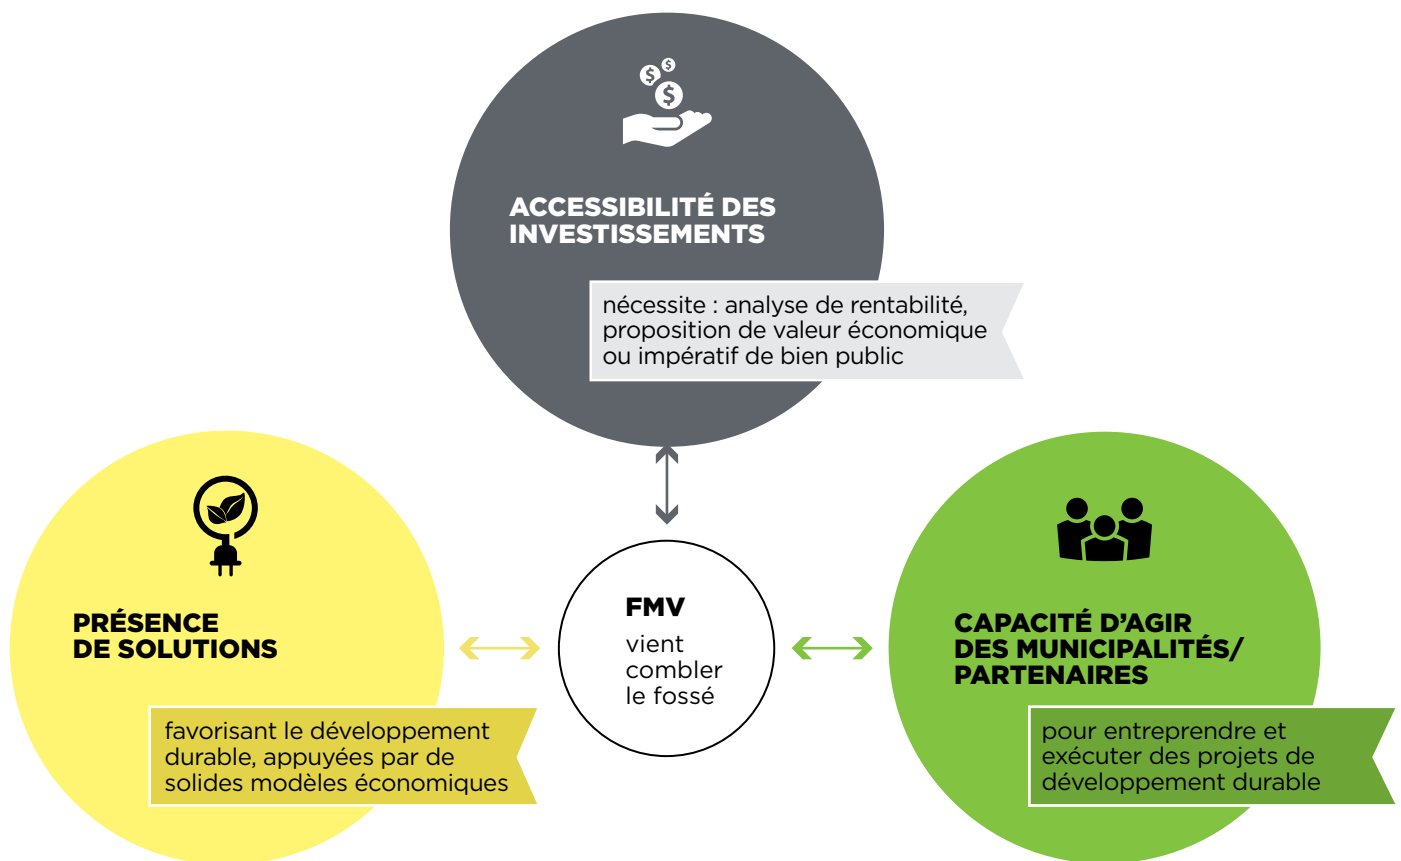 $
$
$
ACCESSIBILITÉ DES
INVESTISSEMENTS
nécessite : analyse de rentabilité,
proposition de valeur économique
ou impératif de bien public
PRÉSENCE
DE SOLUTIONS
favorisant le développement
durable, appuyées par de
solides modèles économiques
FMV
vient
combler
le fossé
CAPACITÉ D’AGIR
DES MUNICIPALITÉS/
PARTENAIRES
pour entreprendre et
exécuter des projets de
développement durable